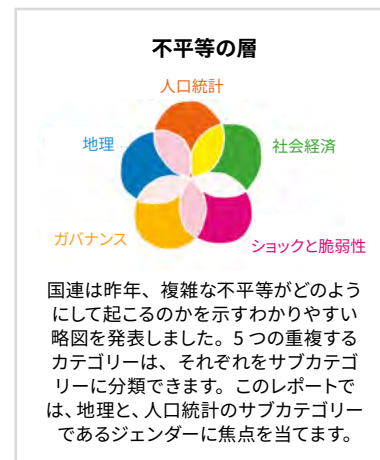 不平等の層
人口統計
地理
社会経済
ガバナンス
ショックと脆弱性
国連は昨年、複雑な不平等がどのよう
にして起こるのかを示すわかりやすい
略図を発表しました。5 つの重複する
カテゴリーは、それぞれをサブカテゴ
リーに分類できます。このレポートで
は、地理と、人口統計のサブカテゴリー
であるジェンダーに焦点を当てます。